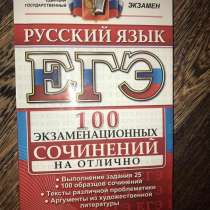 ЕДИНЫЙ
ГОСУДАРСТВЕННЫЙ
ЭКЗАМЕН
РУССКИЙ ЯЗЫК
ЕГЭ
100
ЭКЗАМЕНАЦИОННЫХ
СОЧИНЕНИЙ
НА ОТЛИЧНО
• Выполнение задания 25
• 100 образцов сочинений
• Тексты различной проблематики
• Аргументы из художественной
литературы